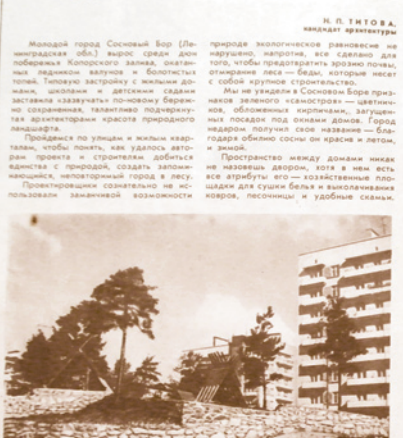 Н. П. ТИТОВА,
кандидат архитектуры
Молодой город Сосновый Бор (Ле-
нинградская обл.) вырос среди дюн
побережья Копорского залива, окатан-
ных ледником валунов и болотистых
топей. Типовую застройку с жилыми до-
мами, школами и детскими садами
заставила «зазвучать» по-новому береж-
но сохраненная, талантливо подчеркну-
тая архитекторами красота природного
ландшафта.
Пройдемся по улицам и жилым квар-
талам, чтобы понять, как удалось авто-
рам проекта и строителям добиться
единства с природой, создать запоми-
нающийся, неповторимый город в лесу.
Проектировщики сознательно не ис-
пользовали заманчивой возможности
природе экологическое равновесие не
нарушено, напротив, все сделано для
того, чтобы предотвратить эрозию почвы,
отмирание леса — беды, которые несет
с собой крупное строительство.
Мы не увидели в Сосновом Боре приз-
наков зеленого «самостроя» — цветнич-
ков, обложенных кирпичами, загущен-
ных посадок под окнами домов. Город
недаром получил свое название — бла-
годаря обилию сосны он красив и летом,
и зимой.
Пространство между домами никак
не назовешь двором, хотя в нем есть
все атрибуты его — хозяйственные пло-
щадки для сушки белья и выколачивания
ковров, песочницы и удобные скамьи.